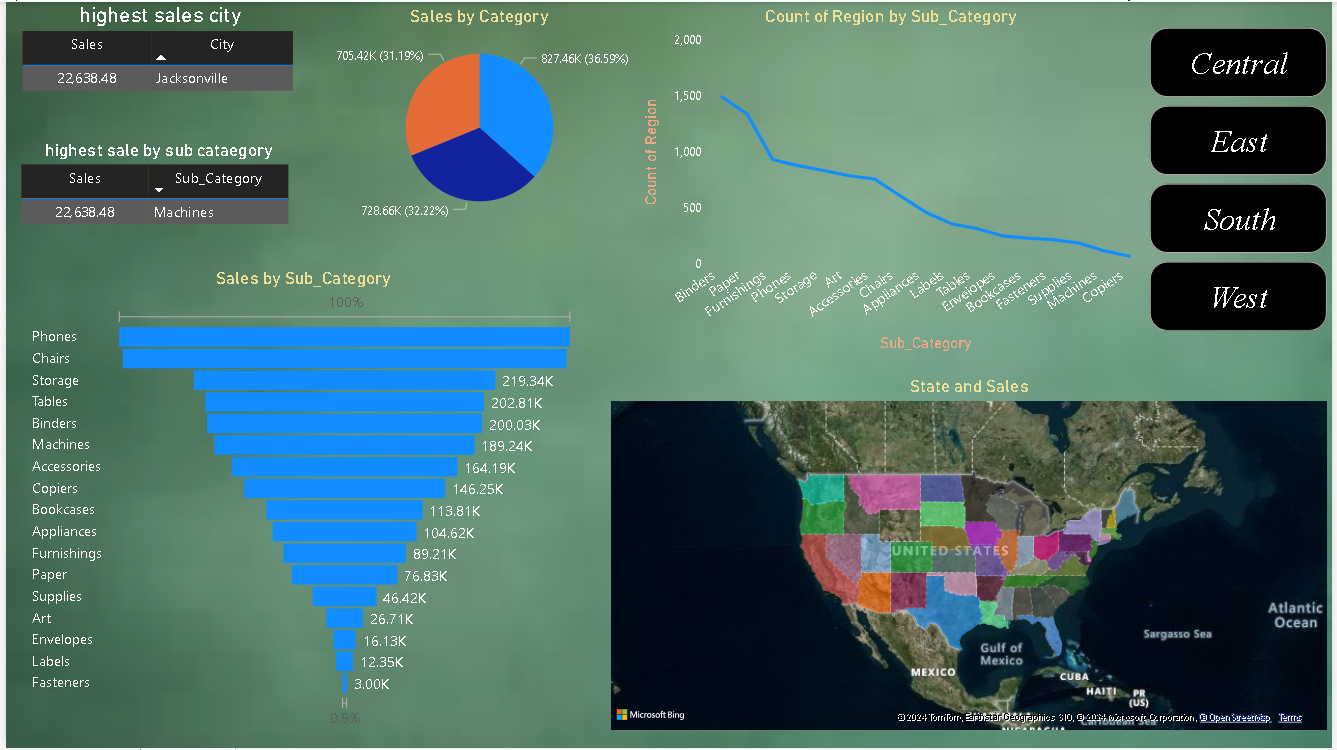 highest sales city
Sales City
22,638.48 Jacksonville
highest sale by sub cataegory
Sales Sub_Category
22,638.48 Machines
Sales by Category
705.42K (31.19%)
827.46K (36.59%)
728.66K (32.22%)
Count of Region by Sub_Category
Count of Region
2,000
1,500
1,000
500
0
Binders
Paper
Furnishings
Phones
Storage
Art
Accessories
Chairs
Appliances
Labels
Tables
Envelopes
Bookcases
Fasteners
Supplies
Machines
Copiers
Sub_Category
Central
East
South
West
Sales by Sub_Category
100%
Phones
Chairs
Storage 219.34K
Tables 202.81K
Binders 200.03K
Machines 189.24K
Accessories 164.19K
Copiers 146.25K
Bookcases 113.81K
Appliances 104.62K
Furnishings 89.21K
Paper 76.83K
Supplies 46.42K
Art 26.71K
Envelopes 16.13K
Labels 12.35K
Fasteners 3.00K
0.9%
State and Sales
UNITED STATES
Atlantic
Ocean
Sargasso Sea
Gulf of
Mexico
MEXICO
CUBA
HAITI
PR
(US)
Microsoft Bing
© 2024 TomTom, Earthstar Geographics SIO, © 2024 Microsoft Corporation, © OpenStreetMap Terms
Caribbean Sea
NICARAGUA